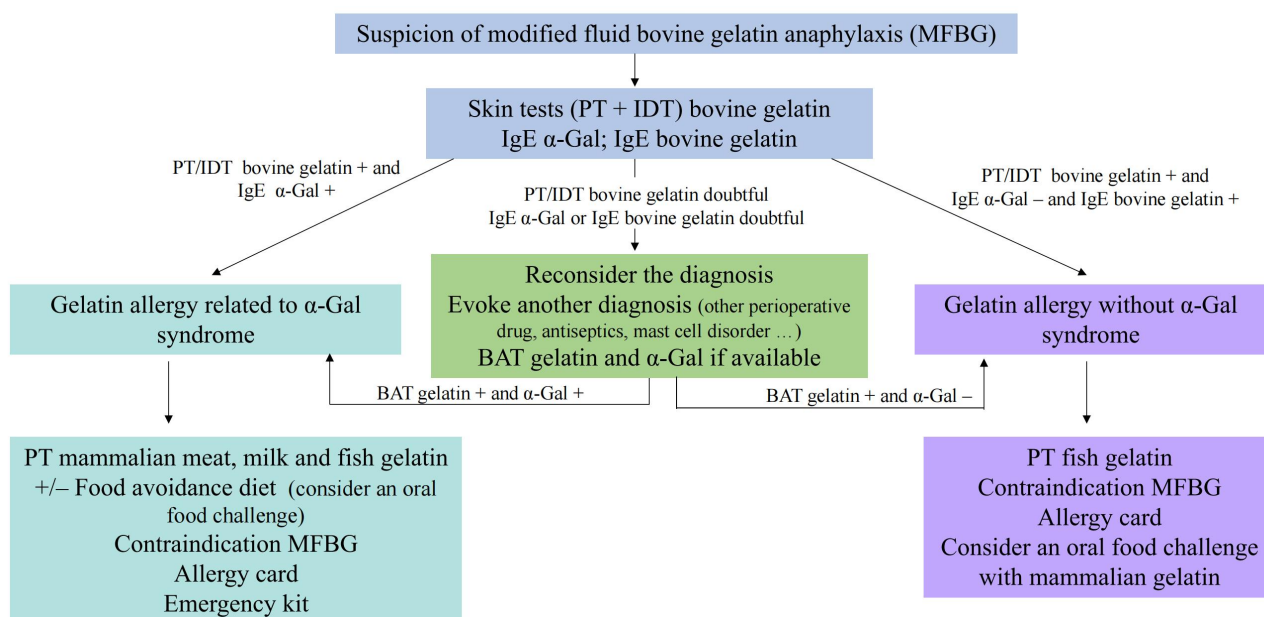 Suspicion of modified fluid bovine gelatin anaphylaxis (MFBG)
Skin tests (PT + IDT) bovine gelatin
IgE α-Gal; IgE bovine gelatin
PT/IDT bovine gelatin + and
IgE α-Gal +
PT/IDT bovine gelatin doubtful
IgE α-Gal or IgE bovine gelatin doubtful
PT/IDT bovine gelatin + and
IgE α-Gal – and IgE bovine gelatin +
Gelatin allergy related to α-Gal
syndrome
Reconsider the diagnosis
Evoke another diagnosis (other perioperative
drug, antiseptics, mast cell disorder … )
BAT gelatin and α-Gal if available
Gelatin allergy without α-Gal
syndrome
BAT gelatin + and α-Gal +
BAT gelatin + and α-Gal –
PT mammalian meat, milk and fish gelatin
+/– Food avoidance diet (consider an oral
food challenge)
Contraindication MFBG
Allergy card
Emergency kit
PT fish gelatin
Contraindication MFBG
Allergy card
Consider an oral food challenge
with mammalian gelatin